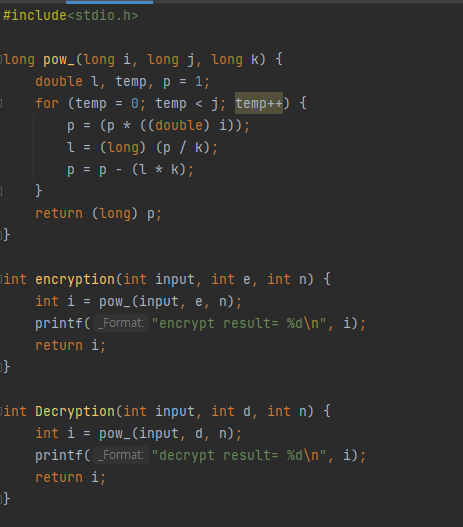 #include<stdio.h>
long pow_(long i, long j, long k) {
    double l, temp, p = 1;
    for (temp = 0; temp < j; temp++) {
        p = (p * ((double) i));
        l = (long) (p / k);
        p = p - (l * k);
    }
    return (long) p;
}
int encryption(int input, int e, int n) {
    int i = pow_(input, e, n);
    printf(_Format: "encrypt result= %d\n", i);
    return i;
}
int Decryption(int input, int d, int n) {
    int i = pow_(input, d, n);
    printf(_Format: "decrypt result= %d\n", i);
    return i;
}